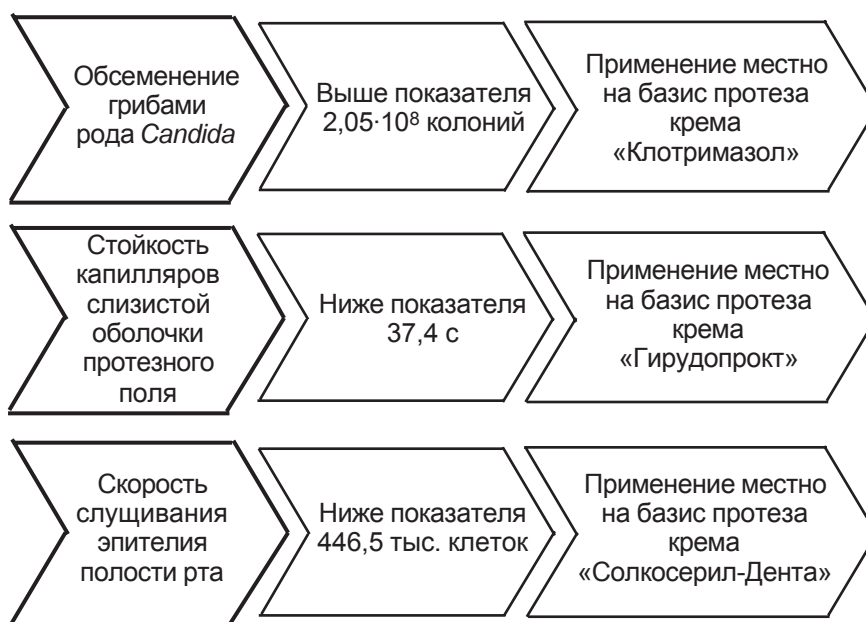 Обсеменение
грибами
рода Candida
Выше показателя
2,05·10⁸ колоний
Применение местно
на базис протеза
крема
«Клотримазол»
Стойкость
капилляров
слизистой
оболочки
протезного
поля
Ниже показателя
37,4 с
Применение местно
на базис протеза
крема
«Гирудопрокт»
Скорость
слущивания
эпителия
полости рта
Ниже показателя
446,5 тыс. клеток
Применение местно
на базис протеза
крема
«Солкосерил-Дента»